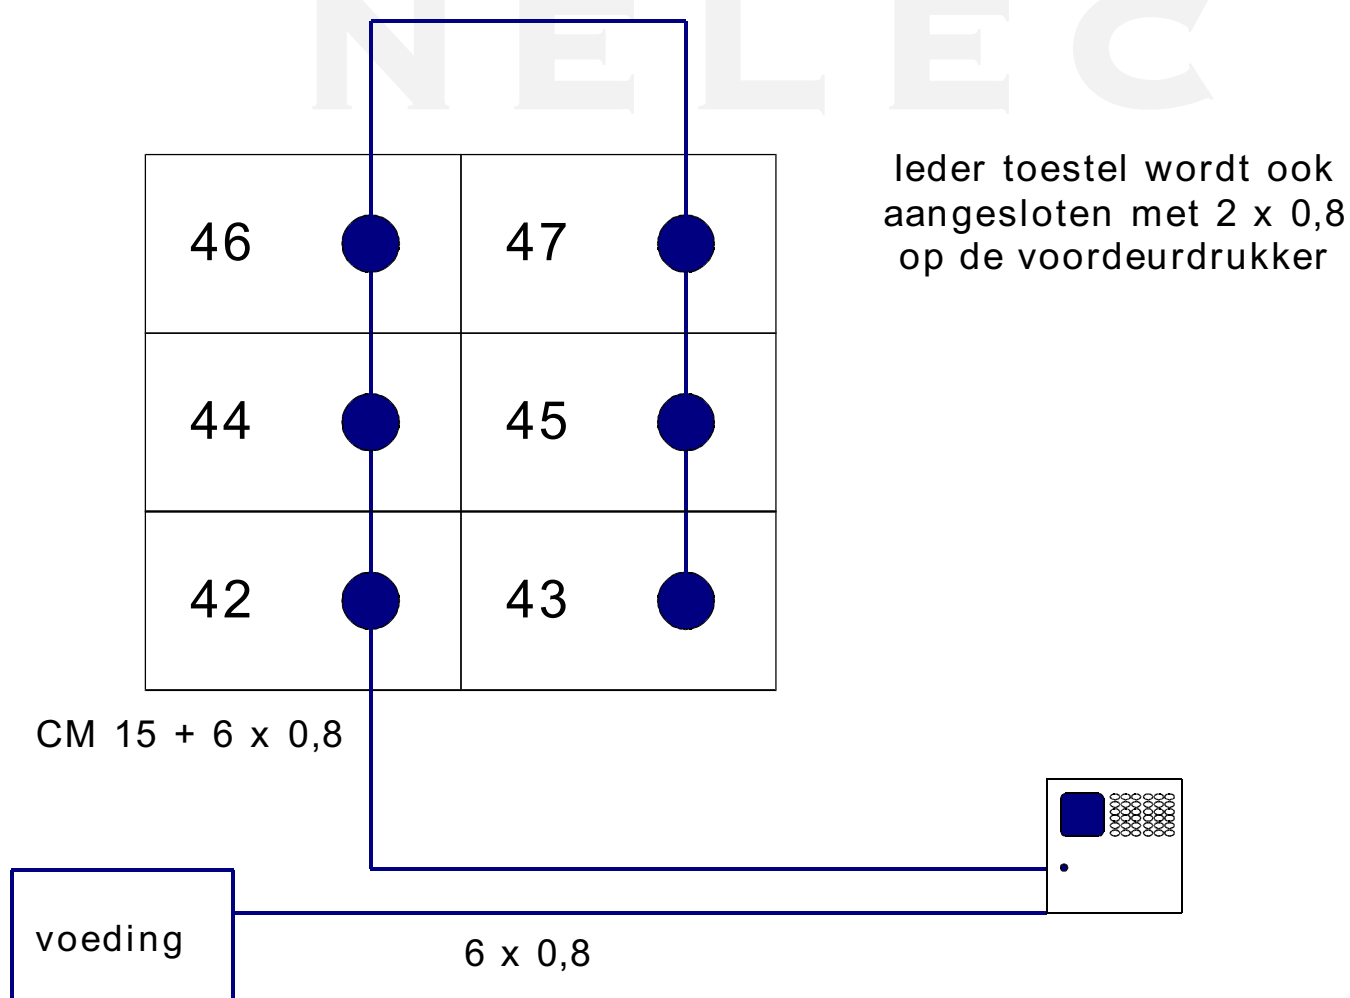 NELEC
Ieder toestel wordt ook
aangesloten met 2 x 0,8
op de voordeurdrukker
46 47
44 45
42 43
CM 15 + 6 x 0,8
voeding
6 x 0,8